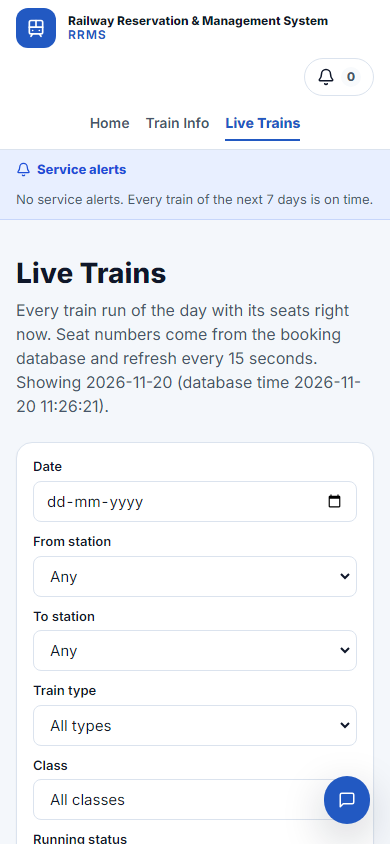 Railway Reservation & Management System
RRMS
0
Home Train Info Live Trains
Service alerts
No service alerts. Every train of the next 7 days is on time.
Live Trains
Every train run of the day with its seats right
now. Seat numbers come from the booking
database and refresh every 15 seconds.
Showing 2026-11-20 (database time 2026-11-
20 11:26:21).
Date
dd-mm-yyyy
From station
Any
To station
Any
Train type
All types
Class
All classes
Running status